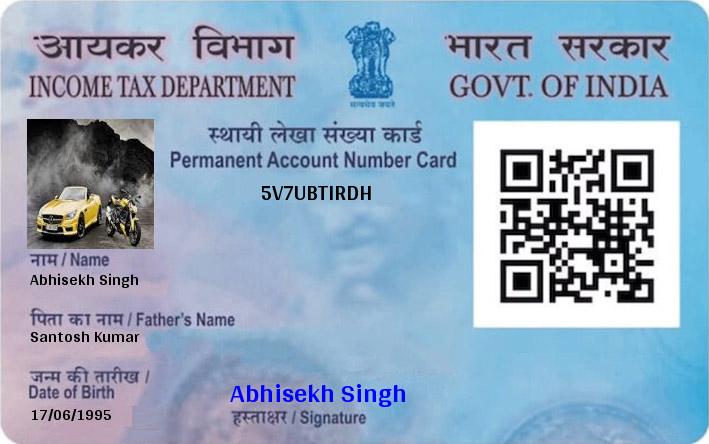 आयकर विभाग
INCOME TAX DEPARTMENT
सत्यमेव जयते
भारत सरकार
GOVT. OF INDIA
स्थायी लेखा संख्या कार्ड
Permanent Account Number Card
5V7UBTIRDH
नाम / Name
Abhisekh Singh
पिता का नाम / Father's Name
Santosh Kumar
जन्म की तारीख /
Date of Birth
17/06/1995
Abhisekh Singh
हस्ताक्षर / Signature